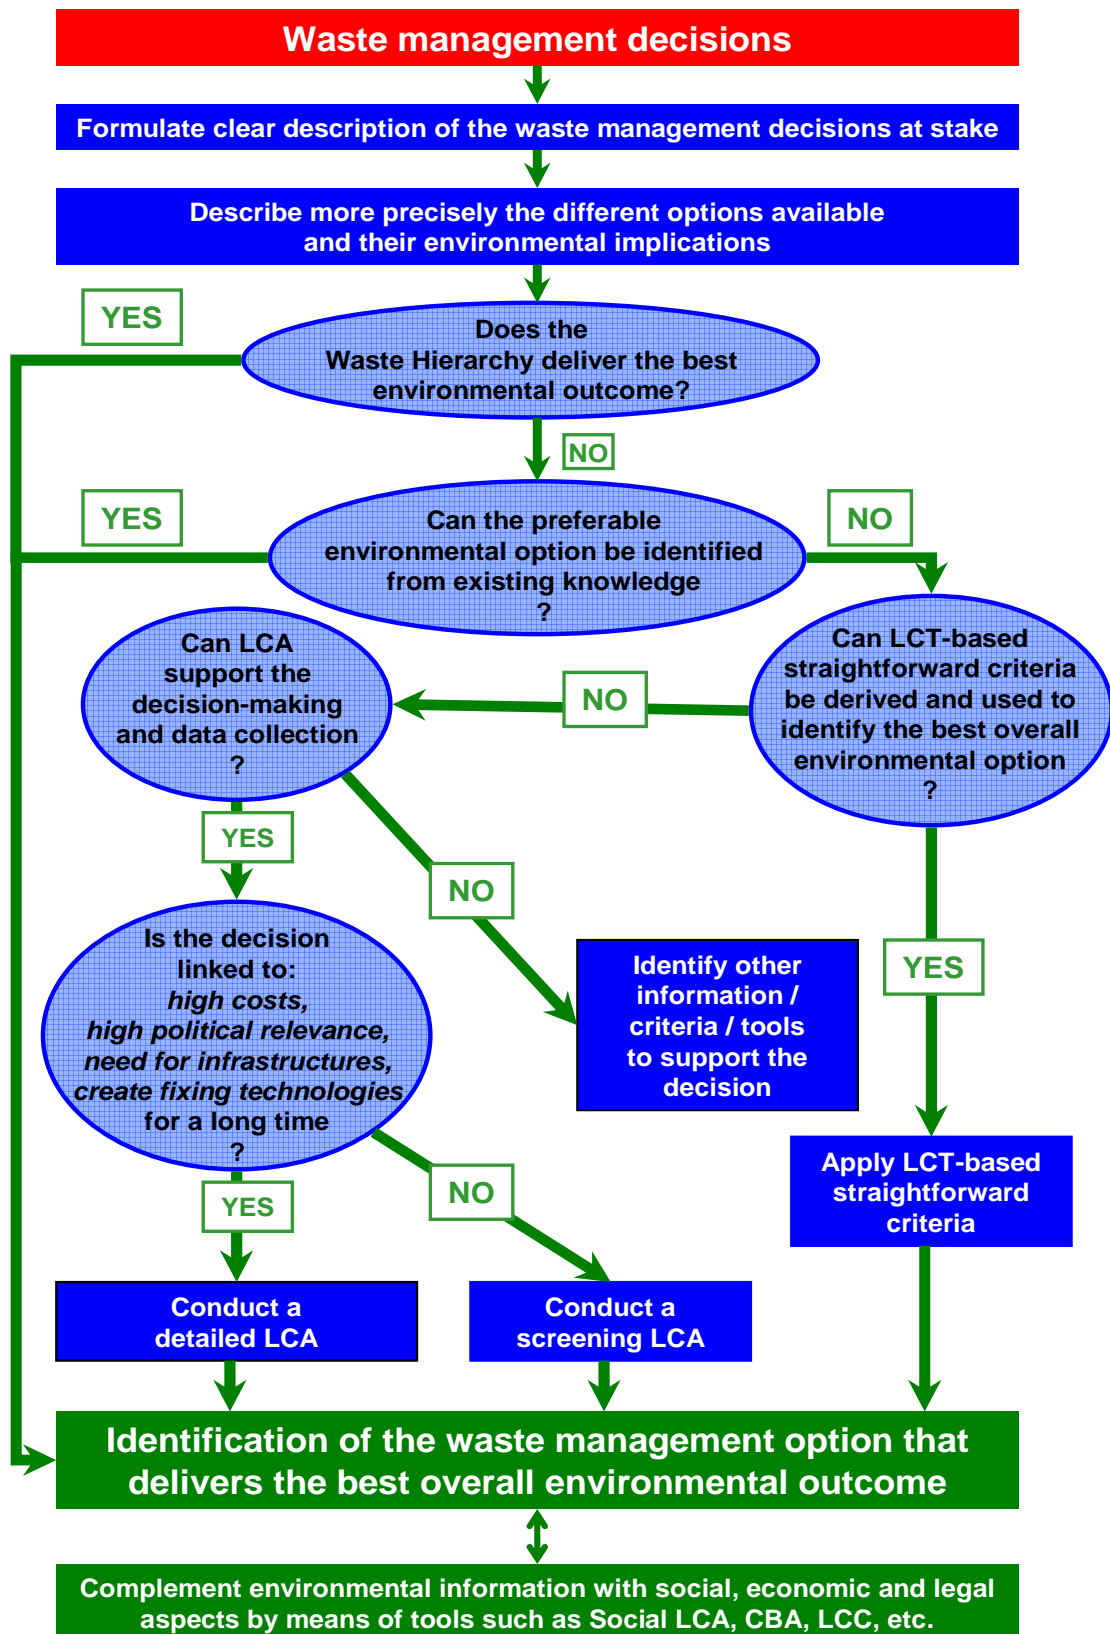 Waste management decisions
Formulate clear description of the waste management decisions at stake
Describe more precisely the different options available
and their environmental implications
YES
Does the
Waste Hierarchy deliver the best
environmental outcome?
NO
YES
Can the preferable
environmental option be identified
from existing knowledge
?
NO
Can LCA
support the
decision-making
and data collection
?
NO
Can LCT-based
straightforward criteria
be derived and used to
identify the best overall
environmental option
?
YES
NO
Is the decision
linked to:
high costs,
high political relevance,
need for infrastructures,
create fixing technologies
for a long time
?
Identify other
information /
criteria / tools
to support the
decision
YES
Apply LCT-based
straightforward
criteria
YES
NO
Conduct a
detailed LCA
Conduct a
screening LCA
Identification of the waste management option that
delivers the best overall environmental outcome
Complement environmental information with social, economic and legal
aspects by means of tools such as Social LCA, CBA, LCC, etc.